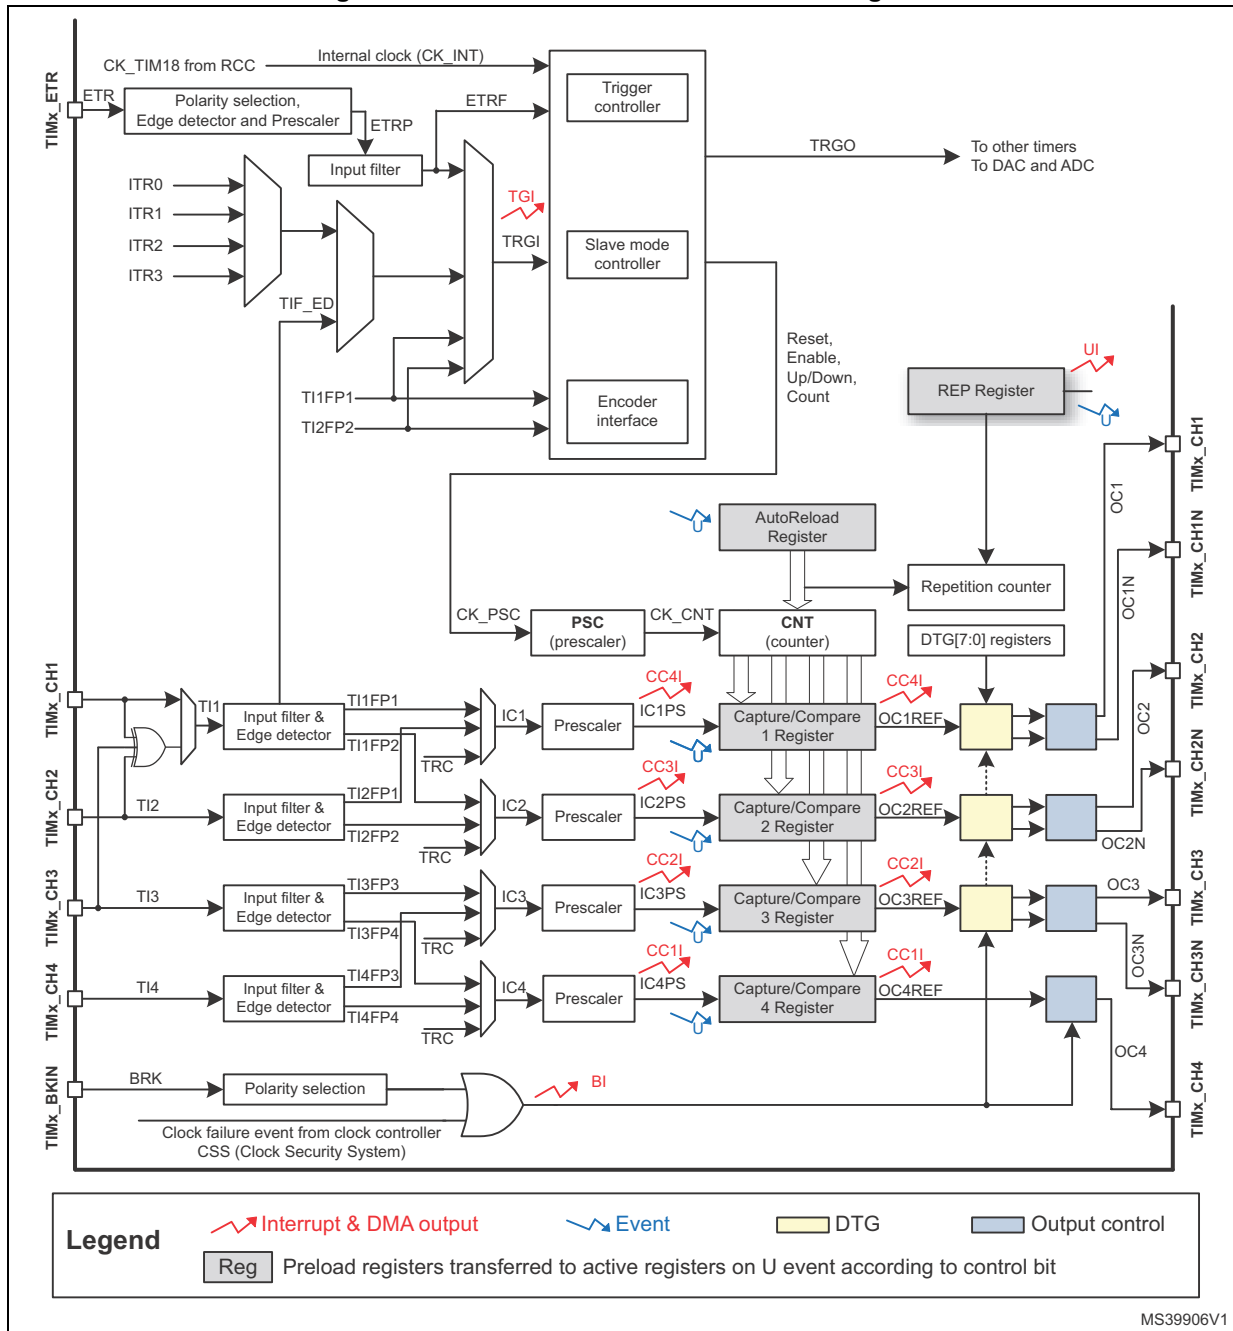 Internal clock (CK_INT)
CK_TIM18 from RCC
Trigger
controller
TIMx_ETR
ETR
Polarity selection,
Edge detector and Prescaler
ETRF
ETRP
Input filter
TRGO
To other timers
To DAC and ADC
ITR0
ITR1
ITR2
ITR3
TGI
TRGI
Slave mode
controller
TIF_ED
Reset,
Enable,
Up/Down,
Count
UI
REP Register
U
TI1FP1
TI2FP2
Encoder
interface
TIMx_CH1
OC1
U
AutoReload
Register
TIMx_CH1N
OC1N
Repetition counter
CK_PSC
PSC
(prescaler)
CK_CNT
CNT
(counter)
DTG[7:0] registers
TIMx_CH1
TI1
Input filter &
Edge detector
TI1FP1
TI1FP2
TRC
IC1
Prescaler
CC4I
IC1PS
U
Capture/Compare
1 Register
CC4I
OC1REF
TIMx_CH2
OC2
TIMx_CH2
TI2
Input filter &
Edge detector
TI2FP1
TI2FP2
TRC
IC2
Prescaler
CC3I
IC2PS
U
Capture/Compare
2 Register
CC3I
OC2REF
TIMx_CH2N
OC2N
TIMx_CH3
TI3
Input filter &
Edge detector
TI3FP3
TI3FP4
TRC
IC3
Prescaler
CC2I
IC3PS
U
Capture/Compare
3 Register
CC2I
OC3REF
OC3
TIMx_CH3
OC3N
TIMx_CH3N
TIMx_CH4
TI4
Input filter &
Edge detector
TI4FP3
TI4FP4
TRC
IC4
Prescaler
CC1I
IC4PS
U
Capture/Compare
4 Register
CC1I
OC4REF
OC4
TIMx_CH4
TIMx_BKIN
BRK
Polarity selection
BI
Clock failure event from clock controller
CSS (Clock Security System)
Legend
Interrupt & DMA output
Event
DTG
Output control
Reg
Preload registers transferred to active registers on U event according to control bit
MS39906V1